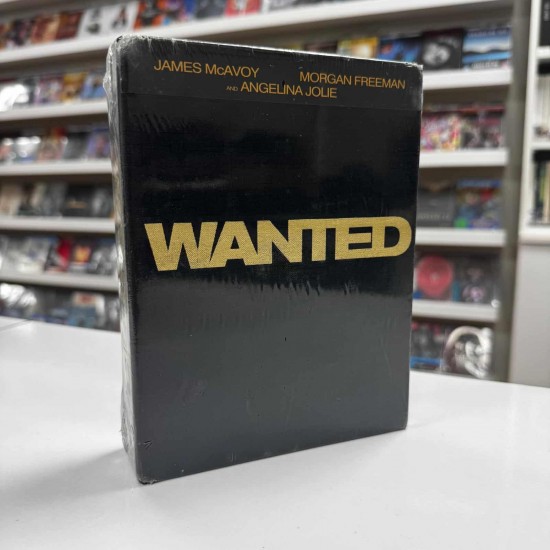 JAMES McAVOY MORGAN FREEMAN
AND ANGELINA JOLIE
WANTED